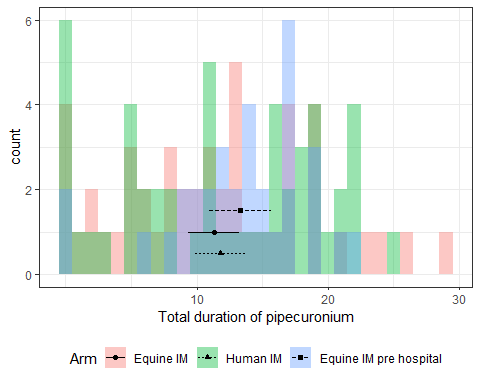 6
4
2
0
count
10
20
30
Total duration of pipecuronium
Arm
Equine IM
Human IM
Equine IM pre hospital